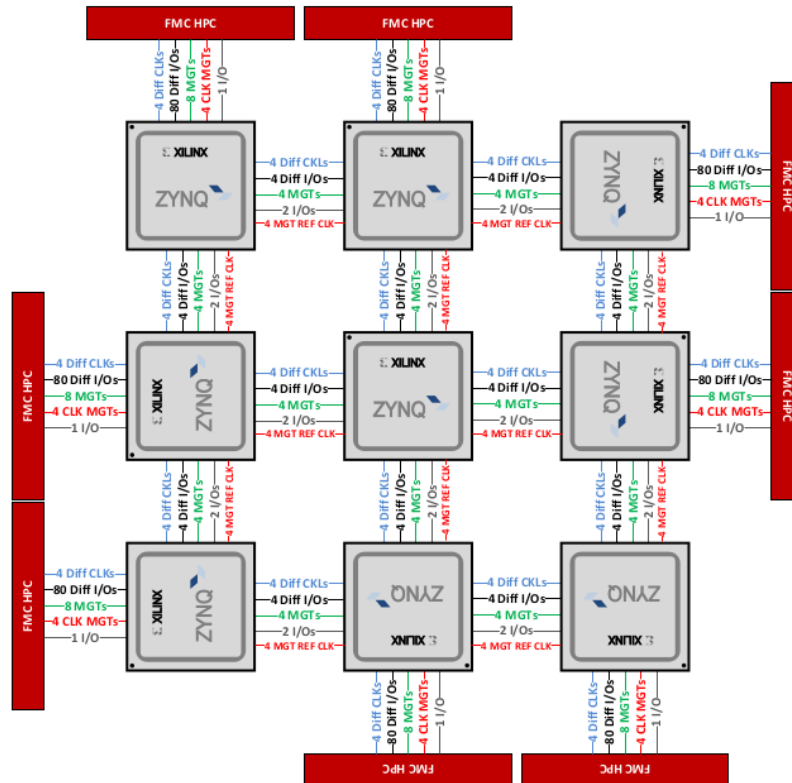 FMC HPC
FMC HPC
4 Diff CLKs
80 Diff I/Os
8 MGTs
4 CLK MGTs
1 I/O
4 Diff CLKs
80 Diff I/Os
8 MGTs
4 CLK MGTs
1 I/O
XILINX
ZYNQ
4 Diff CKLs
4 Diff I/Os
4 MGTs
2 I/Os
4 MGT REF CLK
XILINX
ZYNQ
4 Diff CKLs
4 Diff I/Os
4 MGTs
2 I/Os
4 MGT REF CLK
ZYNQ
XILINX
4 Diff CLKs
80 Diff I/Os
8 MGTs
4 CLK MGTs
1 I/O
FMC HPC
4 Diff CKLs
4 Diff I/Os
4 MGTs
2 I/Os
4 MGT REF CLK
4 Diff CKLs
4 Diff I/Os
4 MGTs
2 I/Os
4 MGT REF CLK
4 Diff CKLs
4 Diff I/Os
4 MGTs
2 I/Os
4 MGT REF CLK
FMC HPC
4 Diff CLKs
80 Diff I/Os
8 MGTs
4 CLK MGTs
1 I/O
XILINX
ZYNQ
4 Diff CKLs
4 Diff I/Os
4 MGTs
2 I/Os
4 MGT REF CLK
XILINX
ZYNQ
4 Diff CKLs
4 Diff I/Os
4 MGTs
2 I/Os
4 MGT REF CLK
ZYNQ
XILINX
4 Diff CLKs
80 Diff I/Os
8 MGTs
4 CLK MGTs
1 I/O
FMC HPC
4 Diff CKLs
4 Diff I/Os
4 MGTs
2 I/Os
4 MGT REF CLK
4 Diff CKLs
4 Diff I/Os
4 MGTs
2 I/Os
4 MGT REF CLK
4 Diff CKLs
4 Diff I/Os
4 MGTs
2 I/Os
4 MGT REF CLK
FMC HPC
4 Diff CLKs
80 Diff I/Os
8 MGTs
4 CLK MGTs
1 I/O
XILINX
ZYNQ
4 Diff CKLs
4 Diff I/Os
4 MGTs
2 I/Os
4 MGT REF CLK
ZYNQ
XILINX
4 Diff CKLs
4 Diff I/Os
4 MGTs
2 I/Os
4 MGT REF CLK
ZYNQ
XILINX
4 Diff CLKs
80 Diff I/Os
8 MGTs
4 CLK MGTs
1 I/O
4 Diff CLKs
80 Diff I/Os
8 MGTs
4 CLK MGTs
1 I/O
FMC HPC
FMC HPC